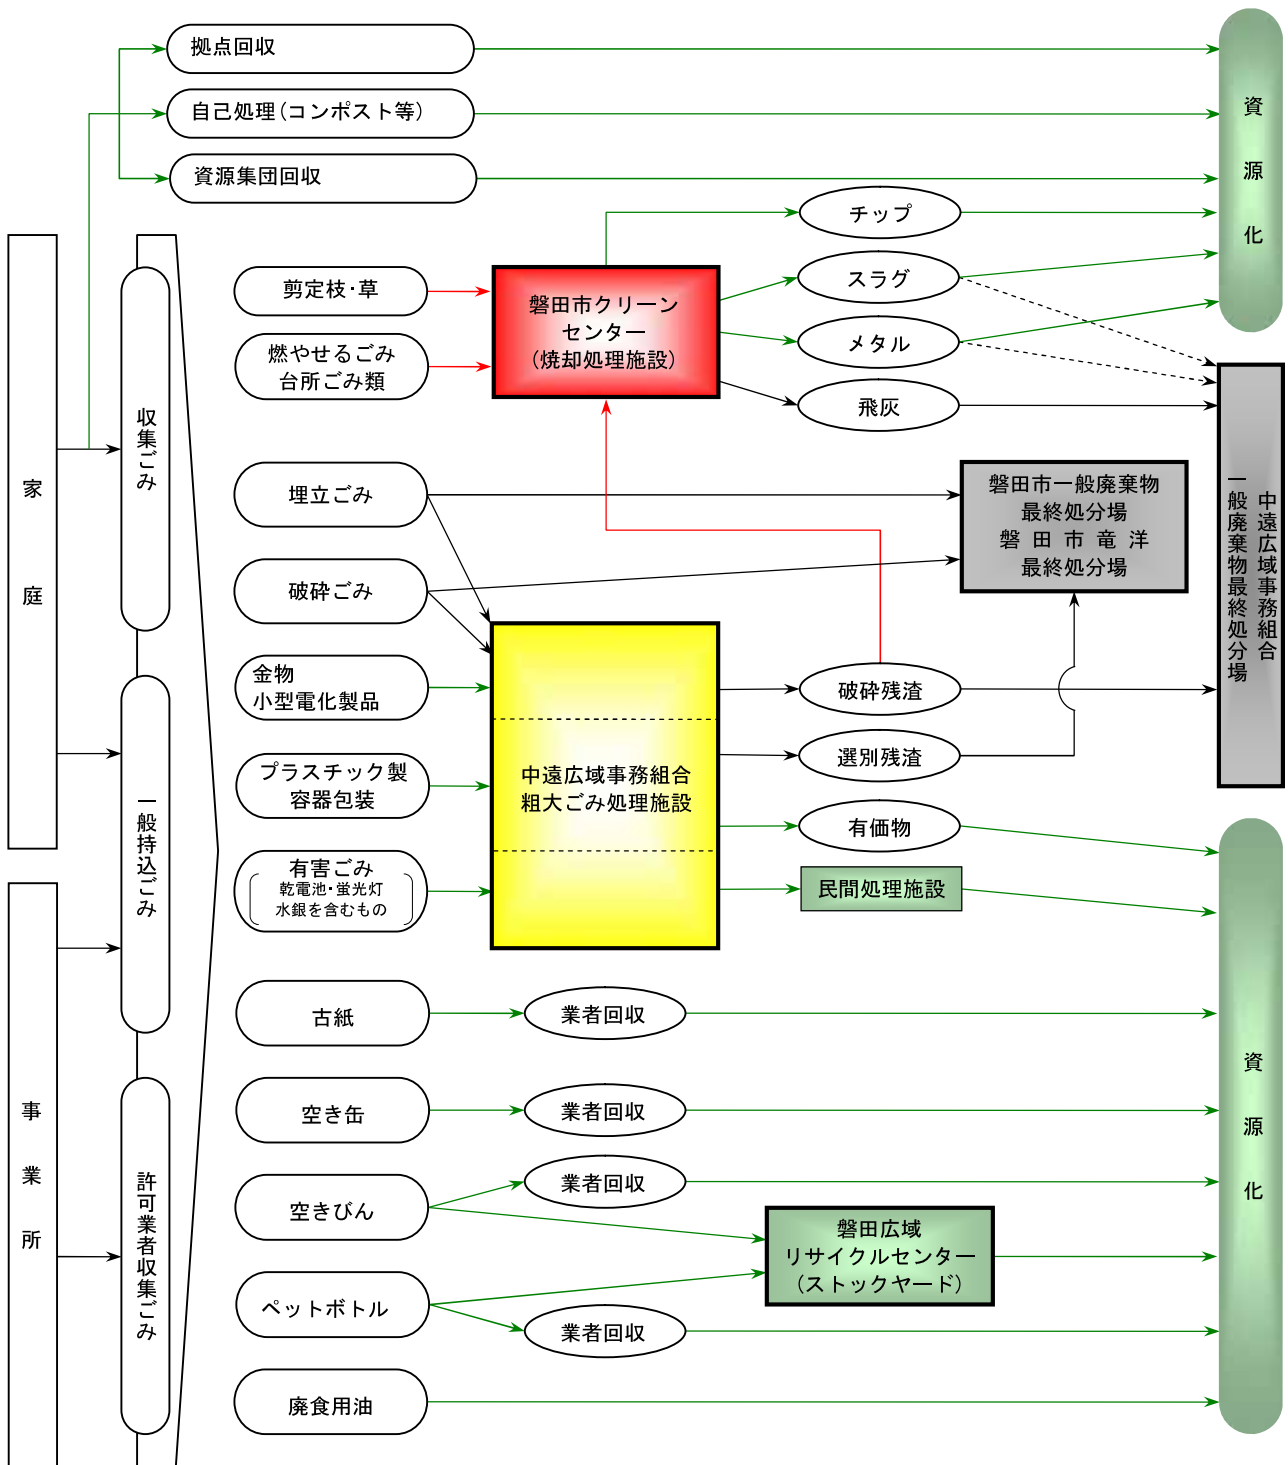 拠点回収
自己処理(コンポスト等)
資源集団回収
資源化
家庭
事業所
収集ごみ
一般持込ごみ
許可業者収集ごみ
剪定枝・草
燃やせるごみ
台所ごみ類
磐田市クリーン
センター
(焼却処理施設)
チップ
スラグ
メタル
飛灰
埋立ごみ
破砕ごみ
金物
小型電化製品
プラスチック製
容器包装
有害ごみ
乾電池・蛍光灯
水銀を含むもの
中遠広域事務組合
粗大ごみ処理施設
磐田市一般廃棄物
最終処分場
磐田市竜洋
最終処分場
中遠広域事務組合
一般廃棄物最終処分場
破砕残渣
選別残渣
有価物
民間処理施設
古紙
業者回収
空き缶
業者回収
空きびん
業者回収
磐田広域
リサイクルセンター
(ストックヤード)
ペットボトル
業者回収
廃食用油
資源化